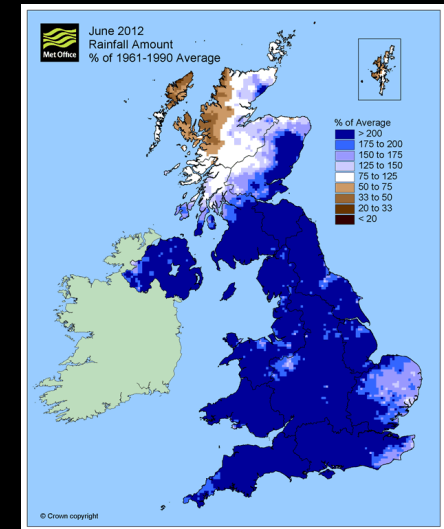 Met Office
June 2012
Rainfall Amount
% of 1961-1990 Average
% of Average
> 200
175 to 200
150 to 175
125 to 150
75 to 125
50 to 75
33 to 50
20 to 33
< 20
© Crown copyright